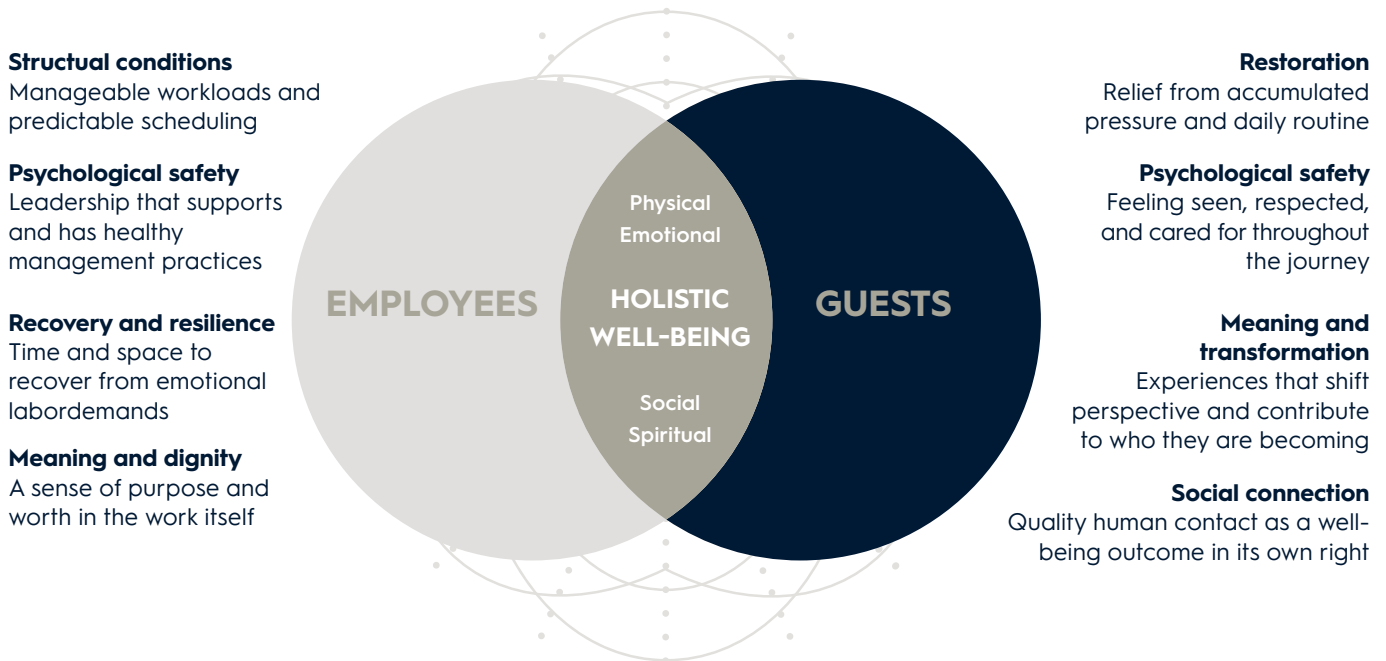 Structual conditions
Manageable workloads and
predictable scheduling
Psychological safety
Leadership that supports
and has healthy
management practices
Recovery and resilience
Time and space to
recover from emotional
labordemands
Meaning and dignity
A sense of purpose and
worth in the work itself
EMPLOYEES
Physical
Emotional
HOLISTIC
WELL-BEING
Social
Spiritual
GUESTS
Restoration
Relief from accumulated
pressure and daily routine
Psychological safety
Feeling seen, respected,
and cared for throughout
the journey
Meaning and
transformation
Experiences that shift
perspective and contribute
to who they are becoming
Social connection
Quality human contact as a well-
being outcome in its own right